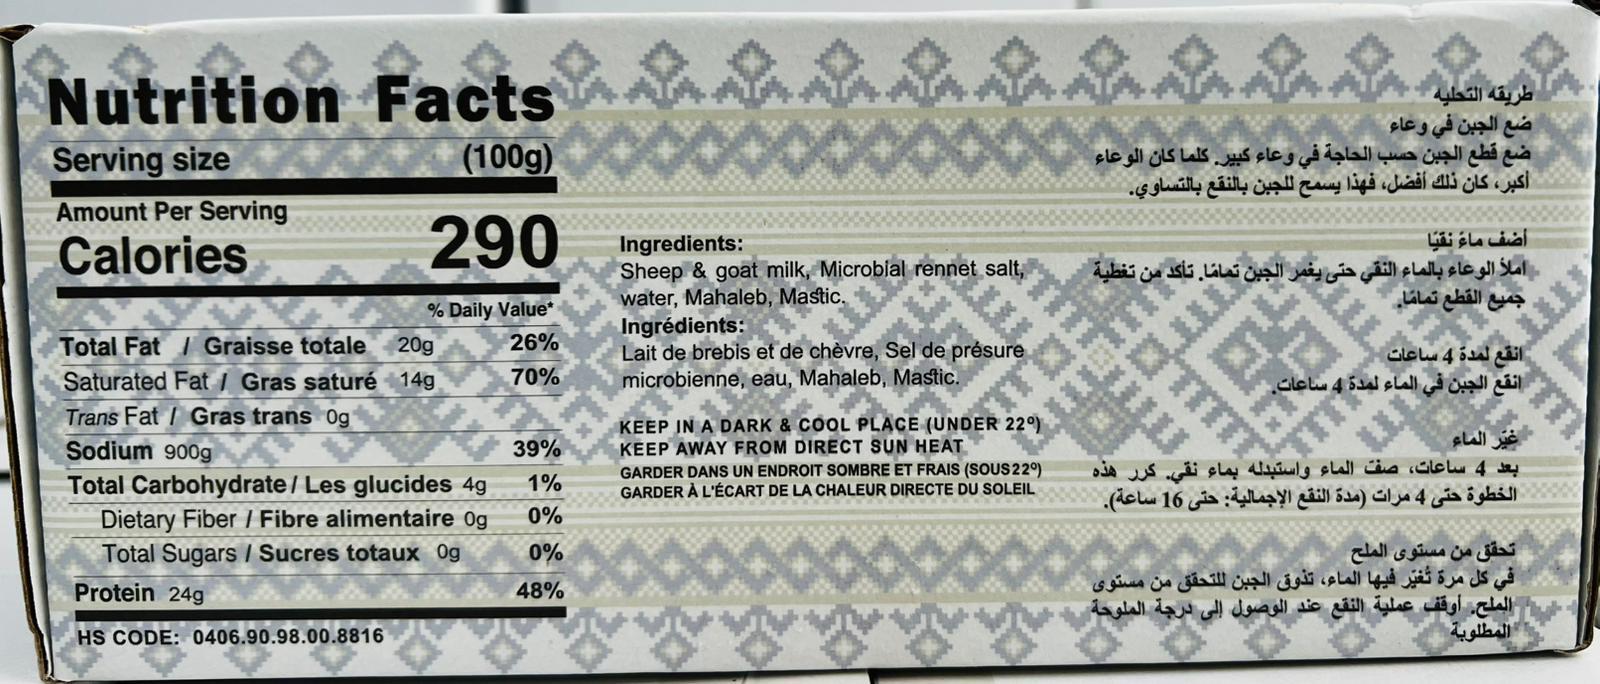 Nutrition Facts
Serving size (100g)
Amount Per Serving
Calories 290
% Daily Value*
Total Fat / Graisse totale 20g 26%
Saturated Fat / Gras saturé 14g 70%
Trans Fat / Gras trans 0g
Sodium 900g 39%
Total Carbohydrate / Les glucides 4g 1%
Dietary Fiber / Fibre alimentaire 0g 0%
Total Sugars / Sucres totaux 0g 0%
Protein 24g 48%
HS CODE: 0406.90.98.00.8816
Ingredients:
Sheep & goat milk, Microbial rennet salt,
water, Mahaleb, Mastic.
Ingrédients:
Lait de brebis et de chèvre, Sel de présure
microbienne, eau, Mahaleb, Mastic.
KEEP IN A DARK & COOL PLACE (UNDER 22º)
KEEP AWAY FROM DIRECT SUN HEAT
GARDER DANS UN ENDROIT SOMBRE ET FRAIS (SOUS 22º)
GARDER À L'ÉCART DE LA CHALEUR DIRECTE DU SOLEIL
طريقه التحليه
ضع الجبن في وعاء
ضع قطع الجبن حسب الحاجة في وعاء كبير. كلما كان الوعاء
أكبر، كان ذلك أفضل، فهذا يسمح للجبن بالنقع بالتساوي.
أضف ماءً نقيًا
املأ الوعاء بالماء النقي حتى يغمر الجبن تمامًا. تأكد من تغطية
جميع القطع تمامًا.
انقع لمدة 4 ساعات
انقع الجبن في الماء لمدة 4 ساعات.
غيّر الماء
بعد 4 ساعات، صفّ الماء واستبدله بماء نقي. كرر هذه
الخطوة حتى 4 مرات (مدة النقع الإجمالية: حتى 16 ساعة).
تحقق من مستوى الملح
في كل مرة تُغيّر فيها الماء، تذوق الجبن للتحقق من مستوى
الملح. أوقف عملية النقع عند الوصول إلى درجة الملوحة
المطلوبة